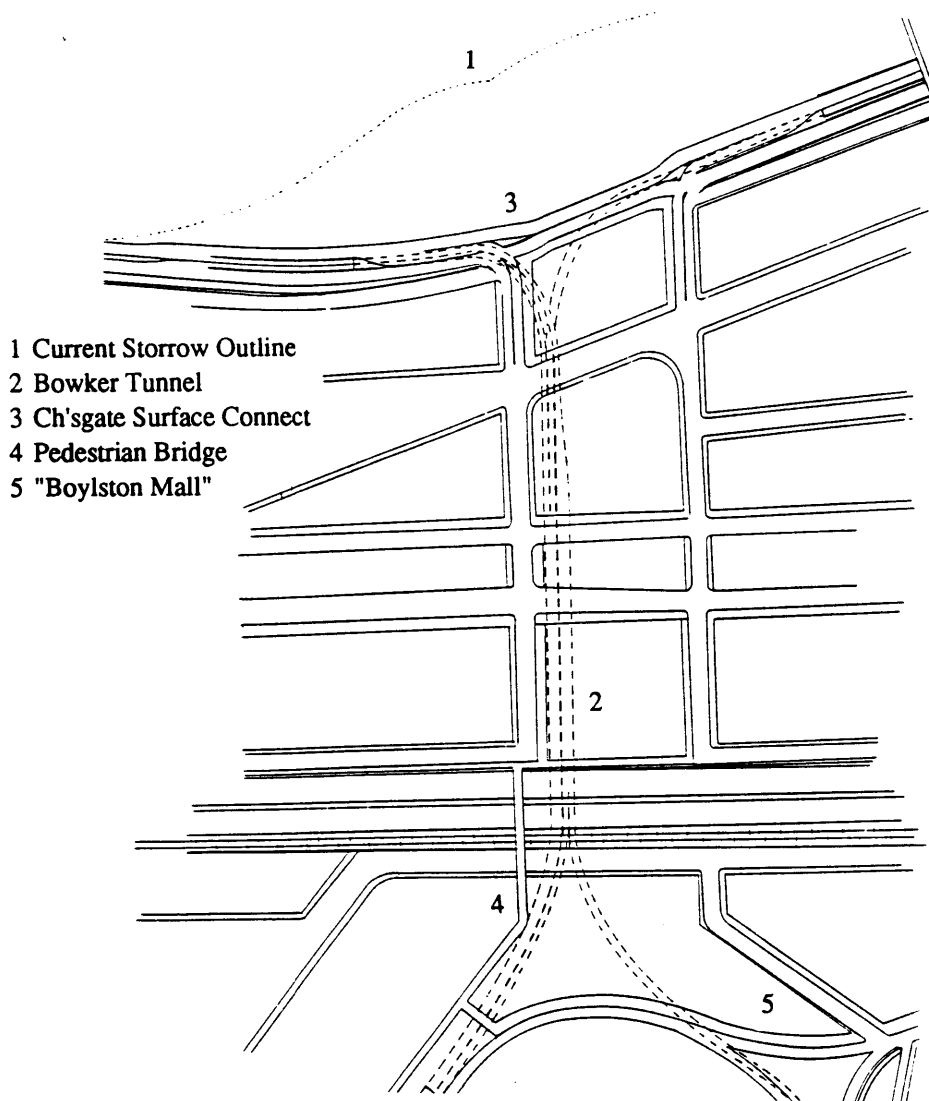 1
3
1 Current Storrow Outline
2 Bowker Tunnel
3 Ch'sgate Surface Connect
4 Pedestrian Bridge
5 "Boylston Mall"
2
4
5